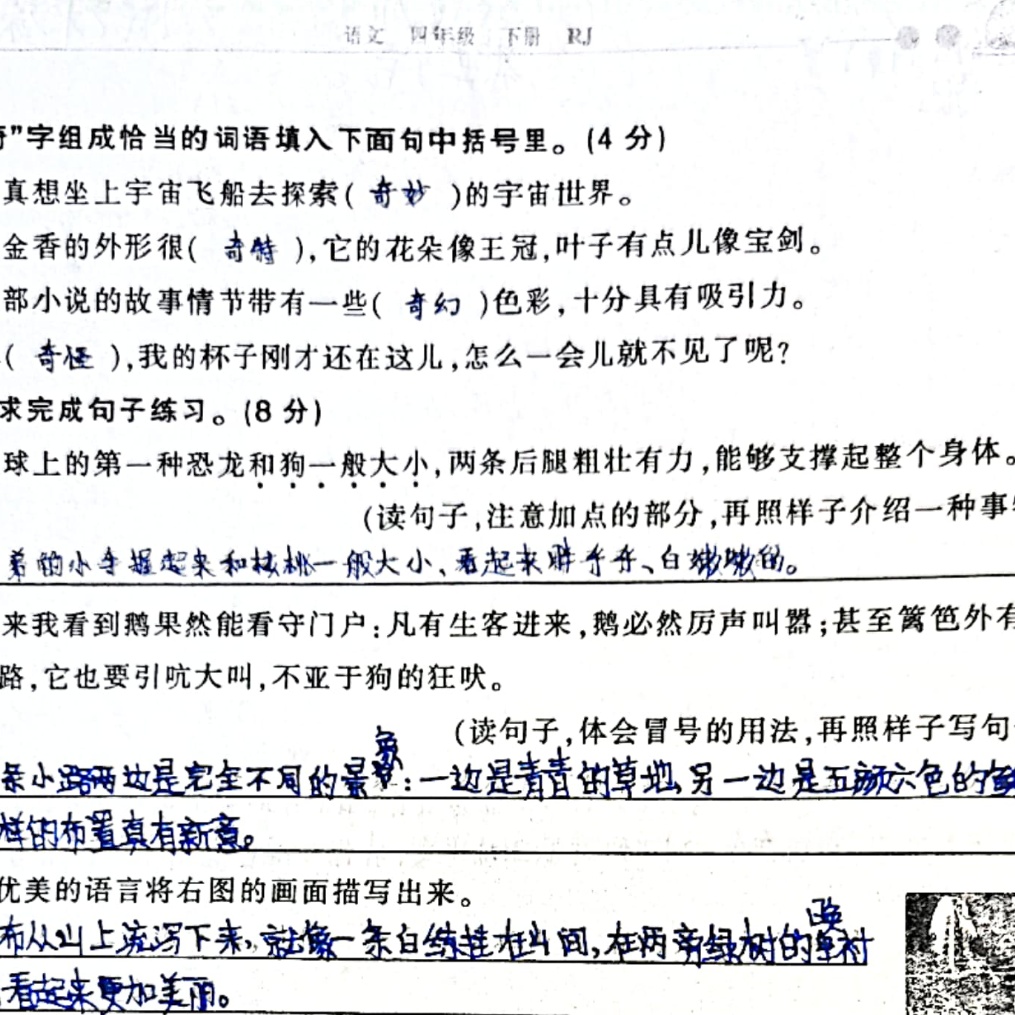 语文 四年级 下册 RJ
”字组成恰当的词语填入下面句中括号里。(4 分)
真想坐上宇宙飞船去探索( 奇妙 )的宇宙世界。
金香的外形很( 奇特 ),它的花朵像王冠,叶子有点儿像宝剑。
部小说的故事情节带有一些( 奇幻 )色彩,十分具有吸引力。
( 奇怪 ),我的杯子刚才还在这儿,怎么一会儿就不见了呢?
求完成句子练习。(8 分)
球上的第一种恐龙和狗一般大小,两条后腿粗壮有力,能够支撑起整个身体。
(读句子,注意加点的部分,再照样子介绍一种事
弟的小手握起来和核桃一般大小、看起来胖乎乎、白嫩嫩的。
来我看到鹅果然能看守门户:凡有生客进来,鹅必然厉声叫嚣;甚至篱笆外有
路,它也要引吭大叫,不亚于狗的狂吠。
(读句子,体会冒号的用法,再照样子写句
条小路两边是完全不同的景象:一边是青青的草地,另一边是五颜六色的
样的布置真有新意。
优美的语言将右图的画面描写出来。
布从山上流泻下来,就像一条白练挂在山间,在两旁绿树的映衬
看起来更加美丽。